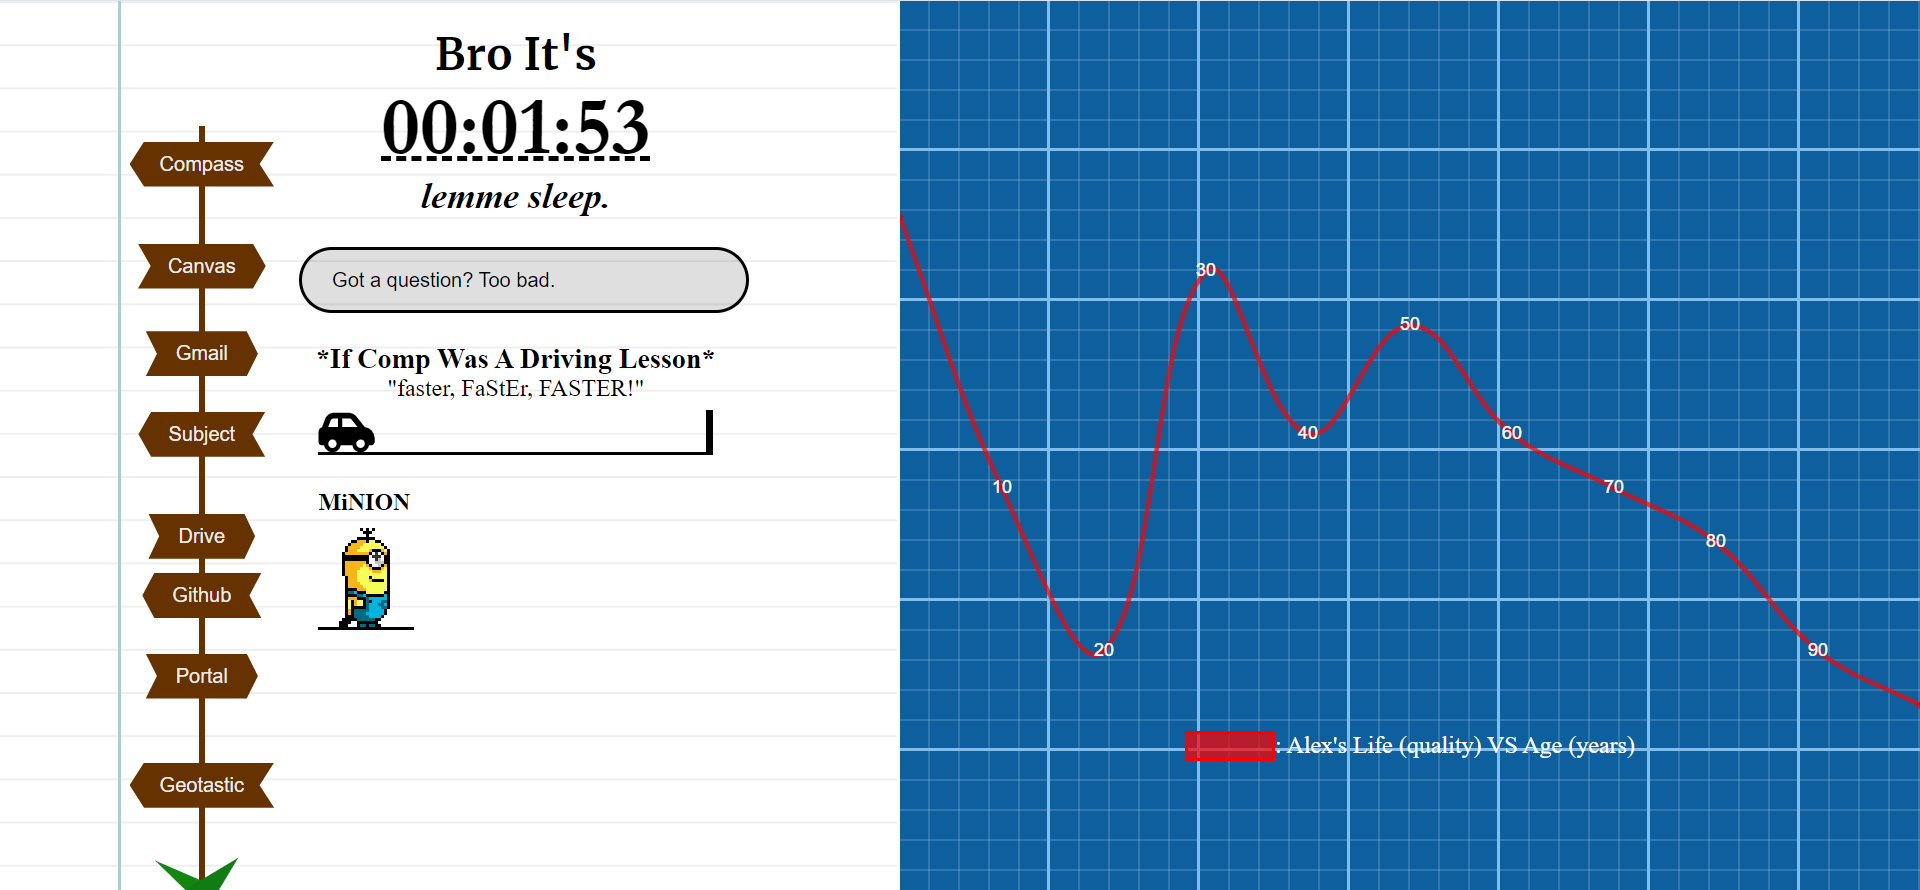 Bro It's
00:01:53
lemme sleep.
Compass
Canvas
Gmail
Subject
Drive
Github
Portal
Geotastic
Got a question? Too bad.
*If Comp Was A Driving Lesson*
"faster, FaStEr, FASTER!"
MiNION
10
20
30
40
50
60
70
80
90
: Alex's Life (quality) VS Age (years)